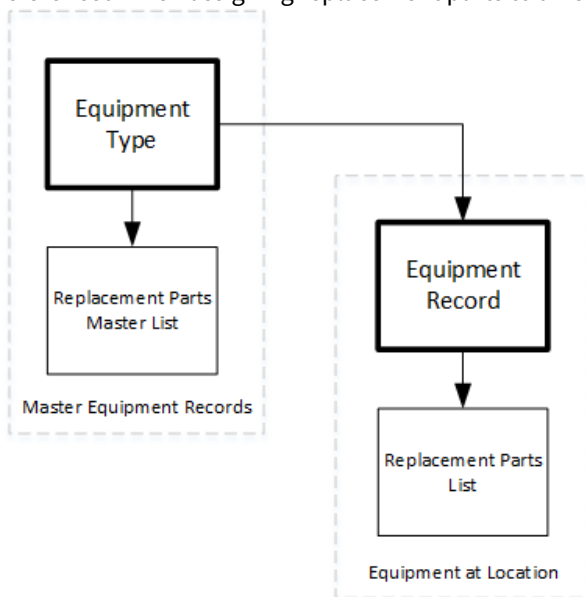 Equipment
Type
Replacement Parts
Master List
Master Equipment Records
Equipment
Record
Replacement Parts
List
Equipment at Location